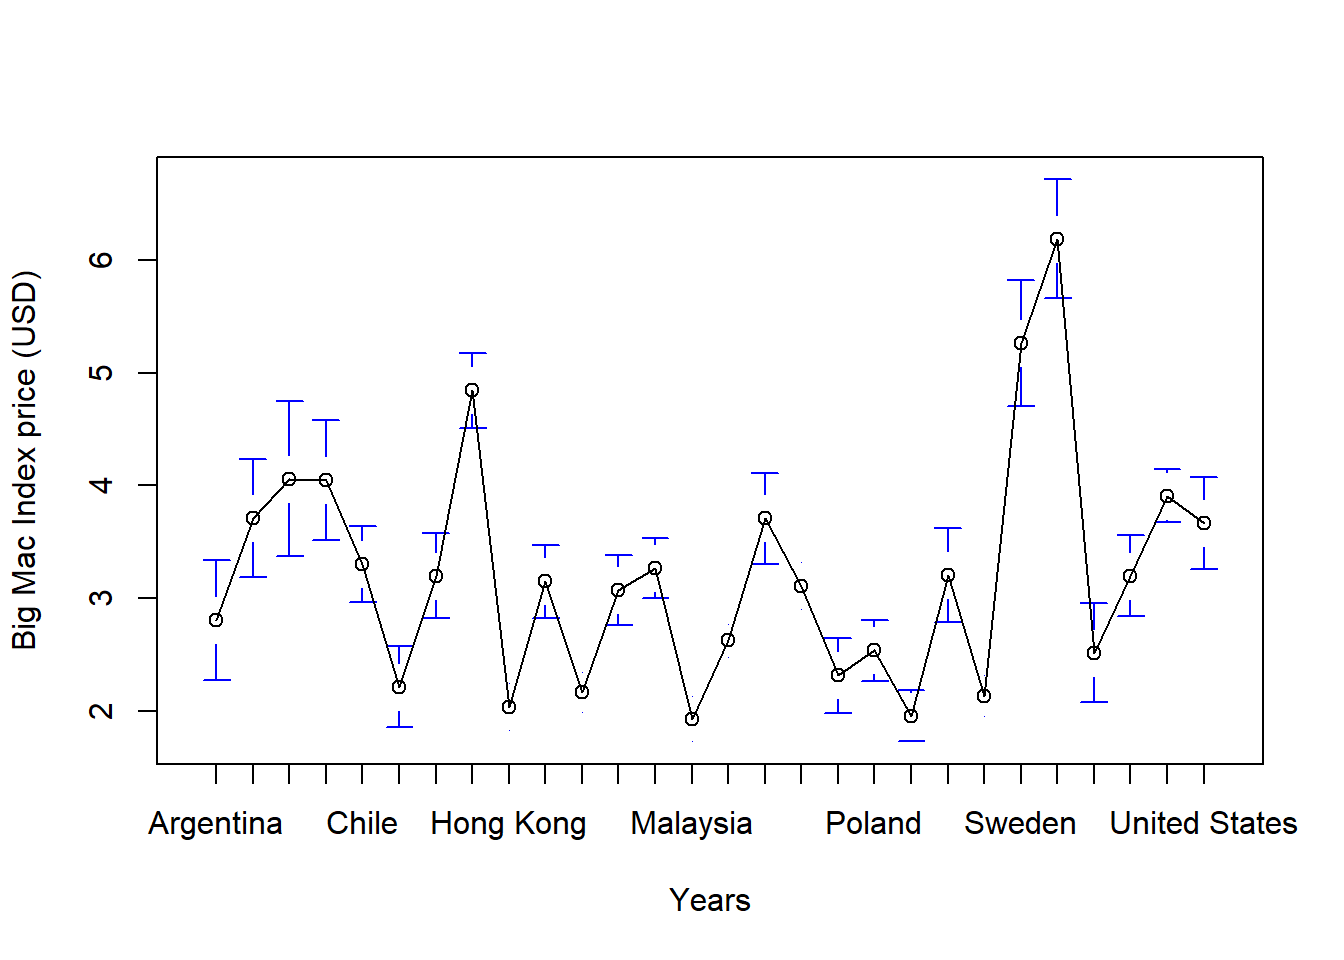 Big Mac Index price (USD)
6
5
4
3
2
Argentina Chile Hong Kong Malaysia Poland Sweden United States
Years